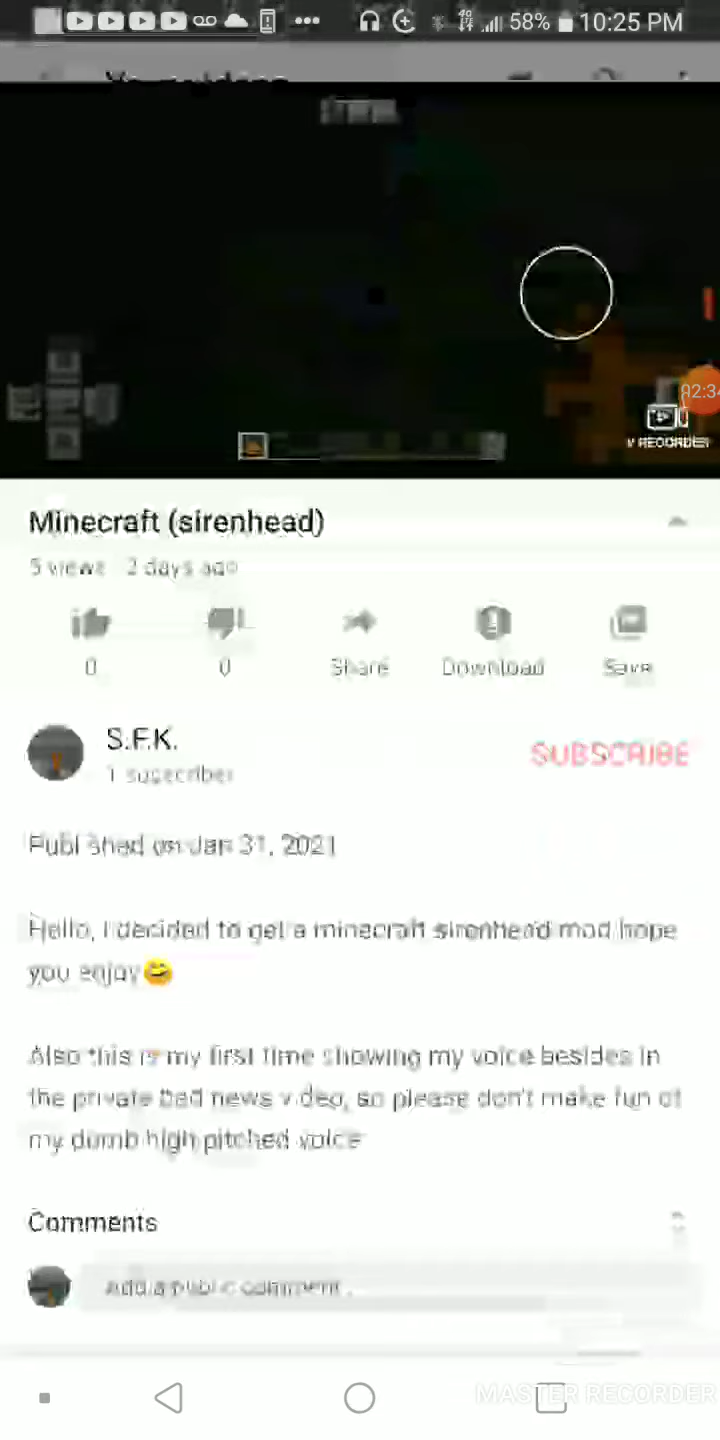 58% 10:25 PM
02:34
V RECORDER
Minecraft (sirenhead)
5 views 2 days ago
0 0 Share Download Save
S.F.K.
1 subscriber
SUBSCRIBE
Published on Jan 31, 2021
Hello, I decided to get a minecraft sirenhead mod hope
you enjoy😄
Also this is my first time showing my voice besides in
the private bad news video, so please don't make fun of
my dumb high pitched voice
Comments
Add a public comment...
MASTER RECORDER